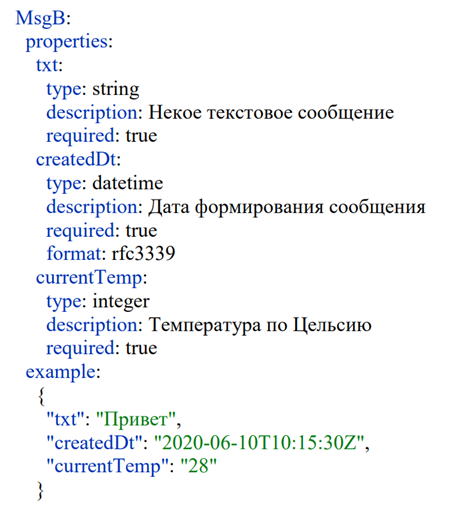 MsgB:
properties:
txt:
type: string
description: Некое текстовое сообщение
required: true
createdDt:
type: datetime
description: Дата формирования сообщения
required: true
format: rfc3339
currentTemp:
type: integer
description: Температура по Цельсию
required: true
example:
{
"txt": "Привет",
"createdDt": "2020-06-10T10:15:30Z",
"currentTemp": "28"
}